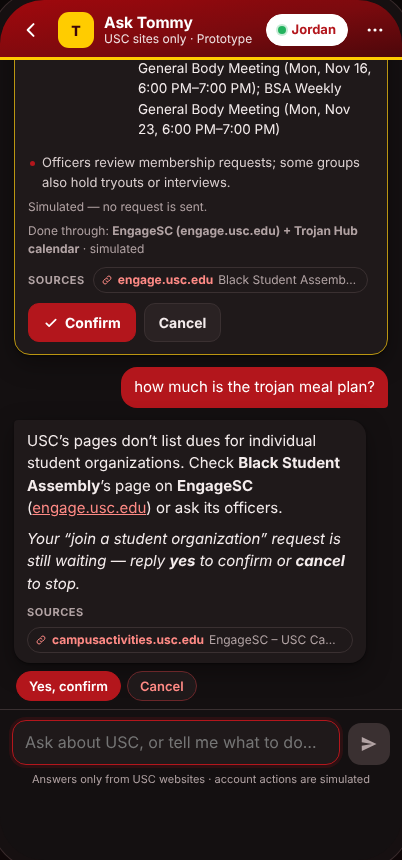 T
Ask Tommy
USC sites only · Prototype
Jordan
General Body Meeting (Mon, Nov 16,
6:00 PM–7:00 PM); BSA Weekly
General Body Meeting (Mon, Nov
23, 6:00 PM–7:00 PM)
Officers review membership requests; some groups
also hold tryouts or interviews.
Simulated — no request is sent.
Done through: EngageSC (engage.usc.edu) + Trojan Hub
calendar · simulated
SOURCES engage.usc.edu Black Student Assemb...
Confirm Cancel
how much is the trojan meal plan?
USC’s pages don’t list dues for individual
student organizations. Check Black Student
Assembly’s page on EngageSC
(engage.usc.edu) or ask its officers.
Your “join a student organization” request is
still waiting — reply yes to confirm or cancel
to stop.
SOURCES
campusactivities.usc.edu EngageSC – USC Ca...
Yes, confirm Cancel
Ask about USC, or tell me what to do...
Answers only from USC websites · account actions are simulated